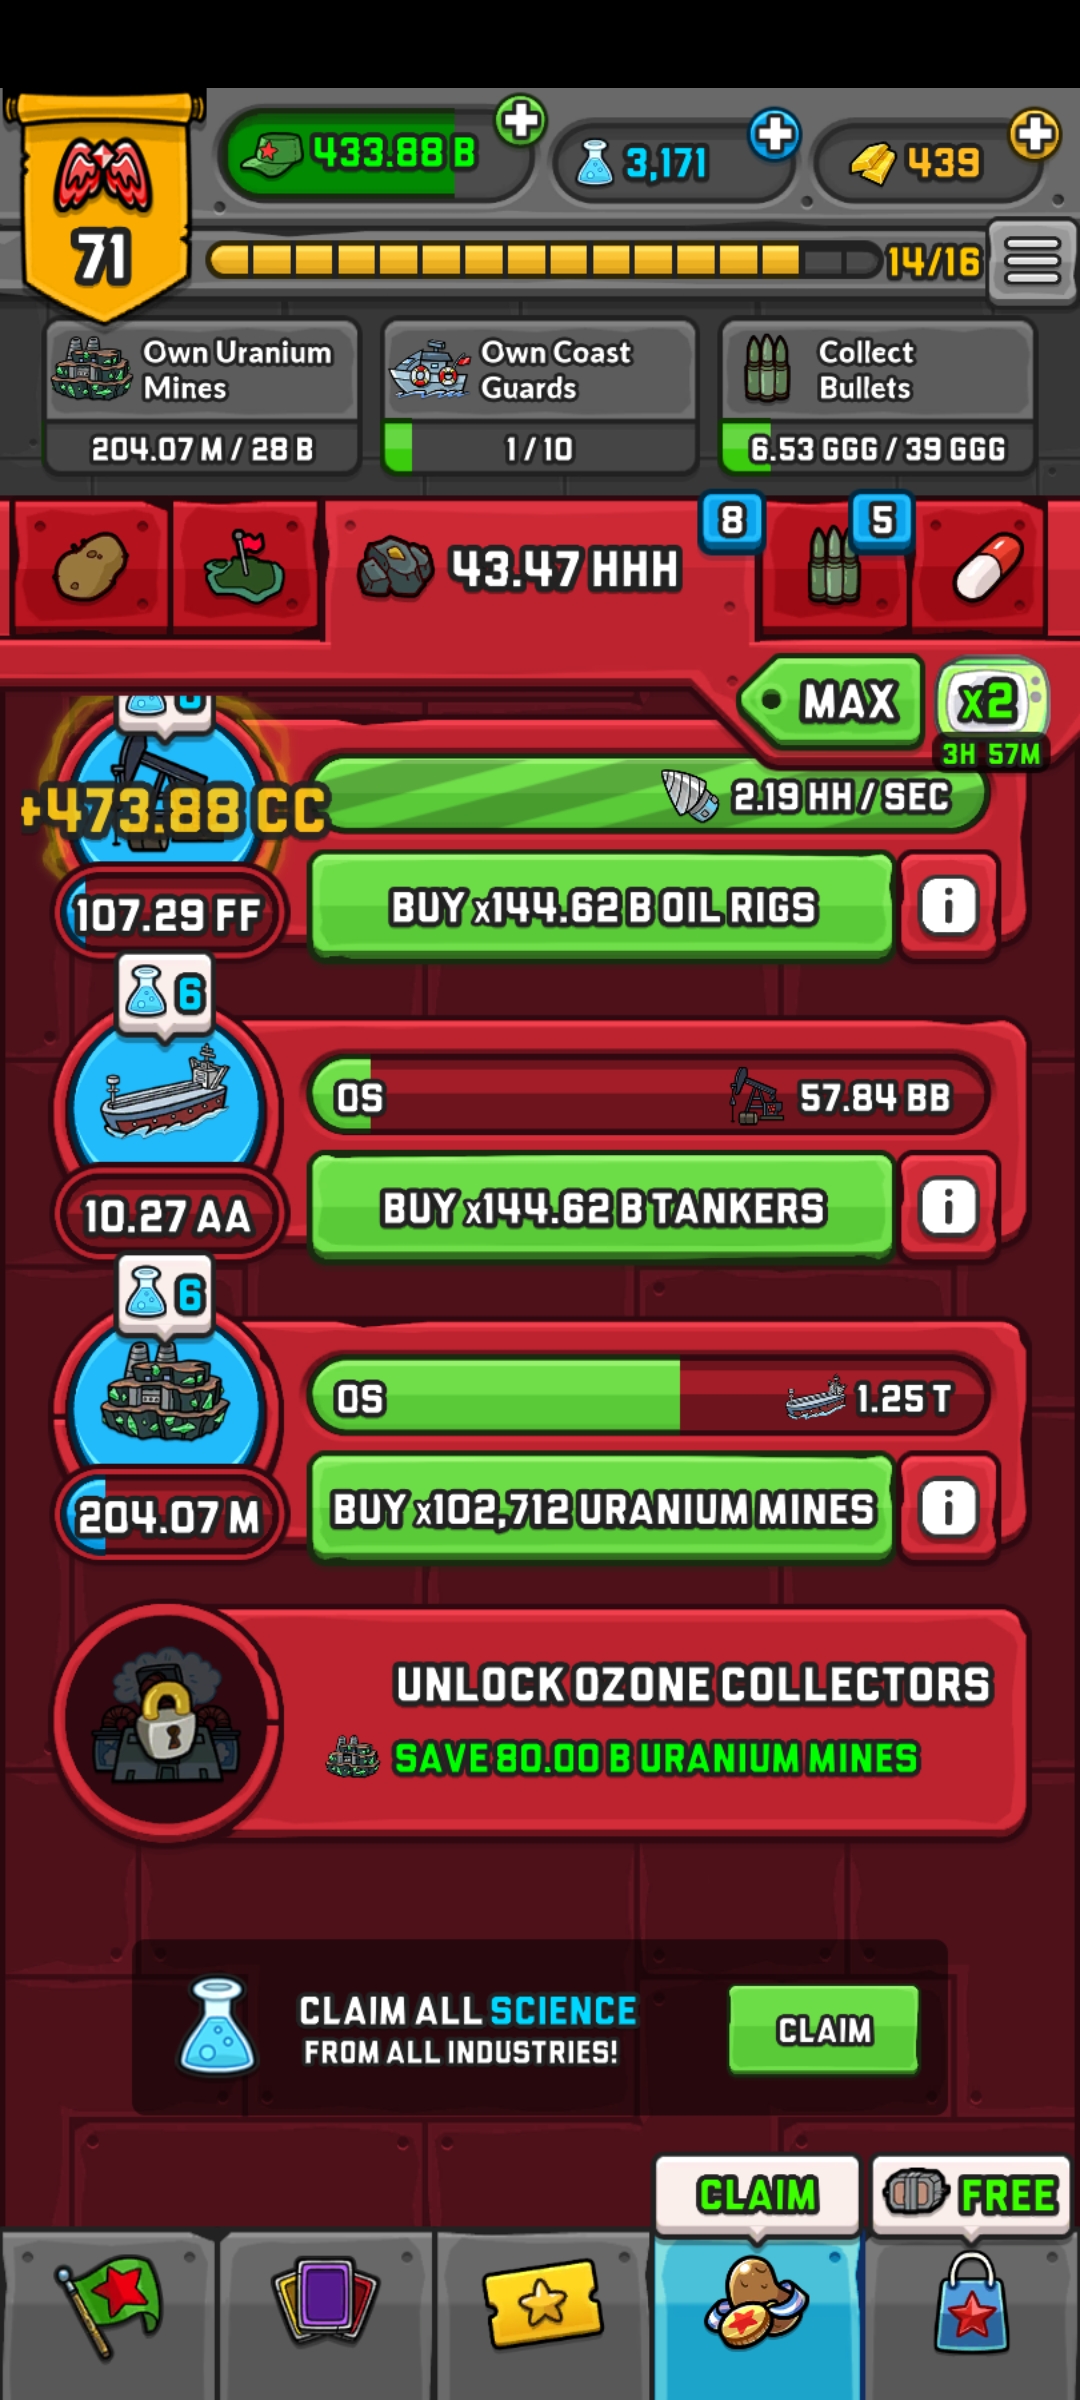 433.88 B
3,171
439
71
14/16
Own Uranium
Mines
204.07 M / 28 B
Own Coast
Guards
1 / 10
Collect
Bullets
6.53 GGG / 39 GGG
43.47 HHH
8
5
MAX
x2
3H 57M
+473.88 CC
2.19 HH / SEC
107.29 FF
BUY x144.62 B OIL RIGS
i
6
0S
57.84 BB
10.27 AA
BUY x144.62 B TANKERS
i
6
0S
1.25 T
204.07 M
BUY x102,712 URANIUM MINES
i
UNLOCK OZONE COLLECTORS
SAVE 80.00 B URANIUM MINES
CLAIM ALL SCIENCE
FROM ALL INDUSTRIES!
CLAIM
CLAIM
FREE